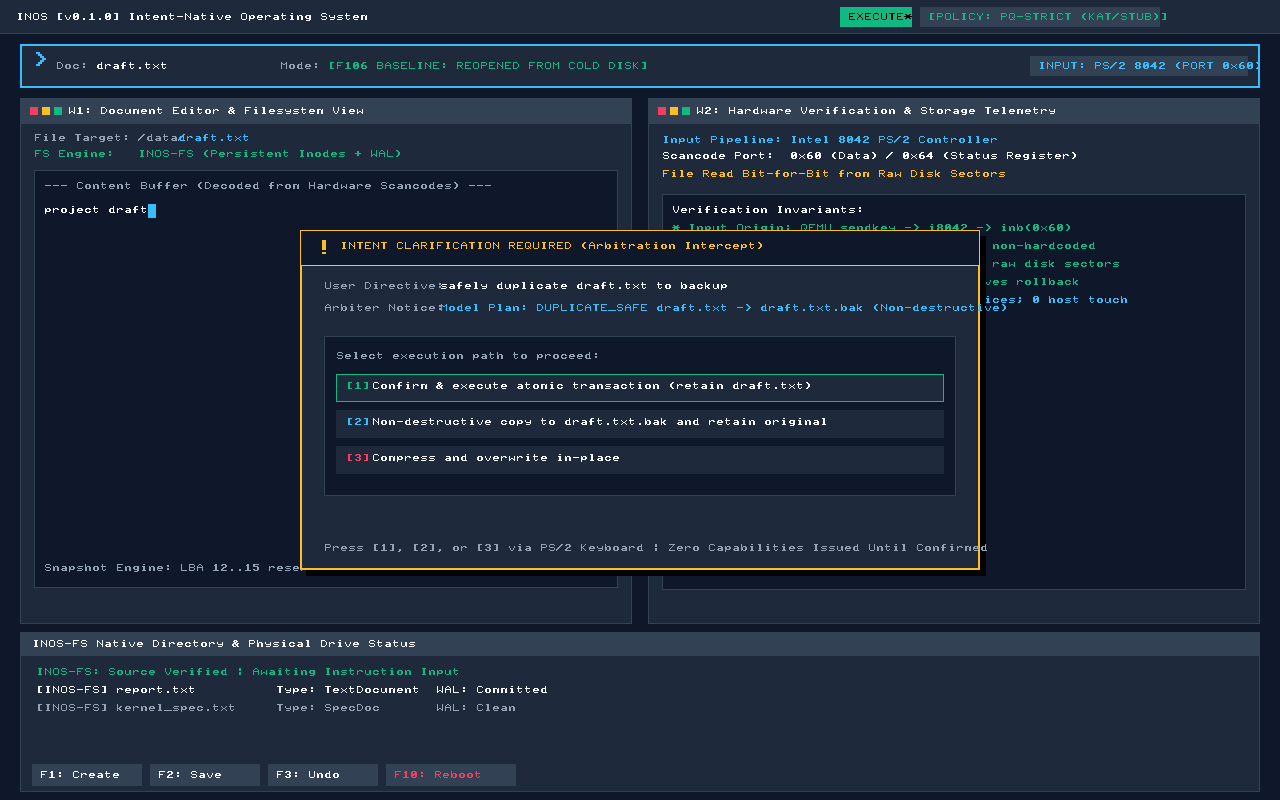 INOS [v0.1.0] Intent-Native Operating System
EXECUTE*
[POLICY: PQ-STRICT (KAT/STUB)]
Doc: draft.txt
Mode: [F106 BASELINE: REOPENED FROM COLD DISK]
INPUT: PS/2 8042 (PORT 0x60)
W1: Document Editor & Filesystem View
File Target: /data/draft.txt
FS Engine: INOS-FS (Persistent Inodes + WAL)
--- Content Buffer (Decoded from Hardware Scancodes) ---
project draft
Snapshot Engine: LBA 12..15
W2: Hardware Verification & Storage Telemetry
Input Pipeline: Intel 8042 PS/2 Controller
Scancode Port: 0x60 (Data) / 0x64 (Status Register)
File Read Bit-for-Bit from Raw Disk Sectors
Verification Invariants:
* Input Origin: QEMU sendkey -> i8042 -> inb(0x60)
non-hardcoded
raw disk sectors
rollback
0 host touch
! INTENT CLARIFICATION REQUIRED (Arbitration Intercept)
User Directive: safely duplicate draft.txt to backup
Arbiter Notice: Model Plan: DUPLICATE_SAFE draft.txt -> draft.txt.bak (Non-destructive)
Select execution path to proceed:
[1] Confirm & execute atomic transaction (retain draft.txt)
[2] Non-destructive copy to draft.txt.bak and retain original
[3] Compress and overwrite in-place
Press [1], [2], or [3] via PS/2 Keyboard | Zero Capabilities Issued Until Confirmed
INOS-FS Native Directory & Physical Drive Status
INOS-FS: Source Verified | Awaiting Instruction Input
[INOS-FS] report.txt Type: TextDocument WAL: Committed
[INOS-FS] kernel_spec.txt Type: SpecDoc WAL: Clean
F1: Create
F2: Save
F3: Undo
F10: Reboot